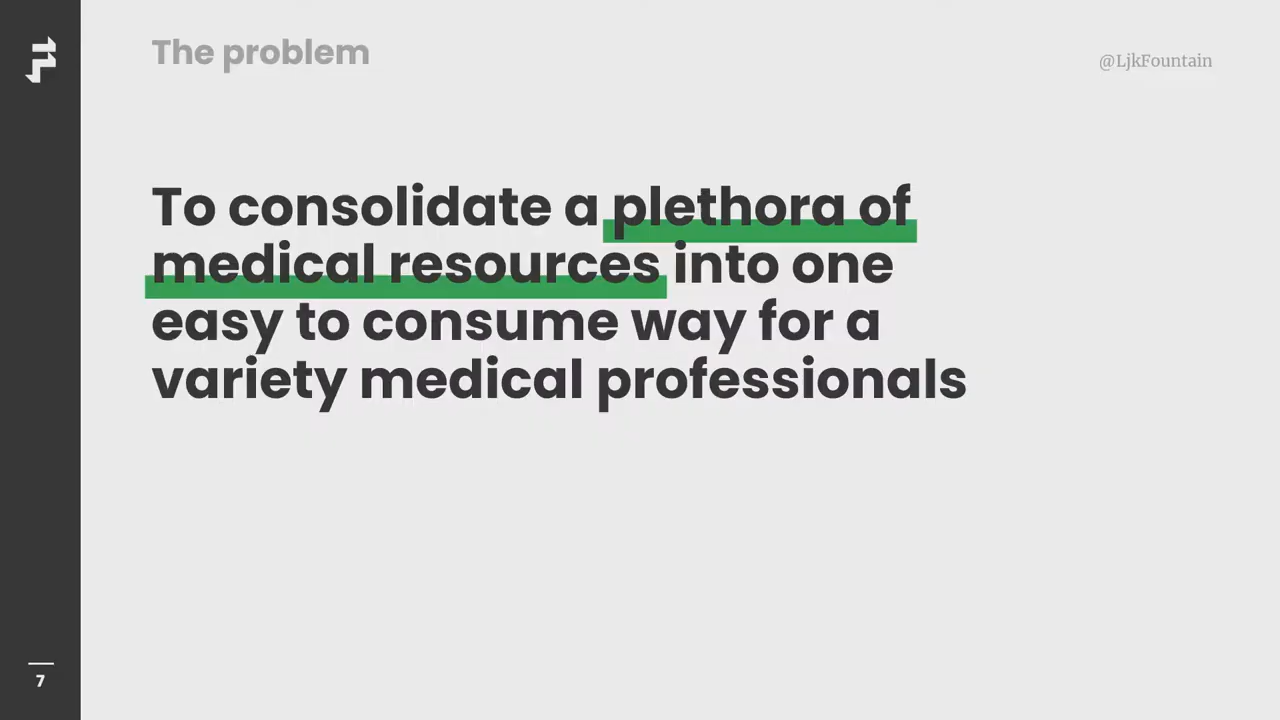 The problem
@LjkFountain
To consolidate a plethora of
medical resources into one
easy to consume way for a
variety medical professionals
7